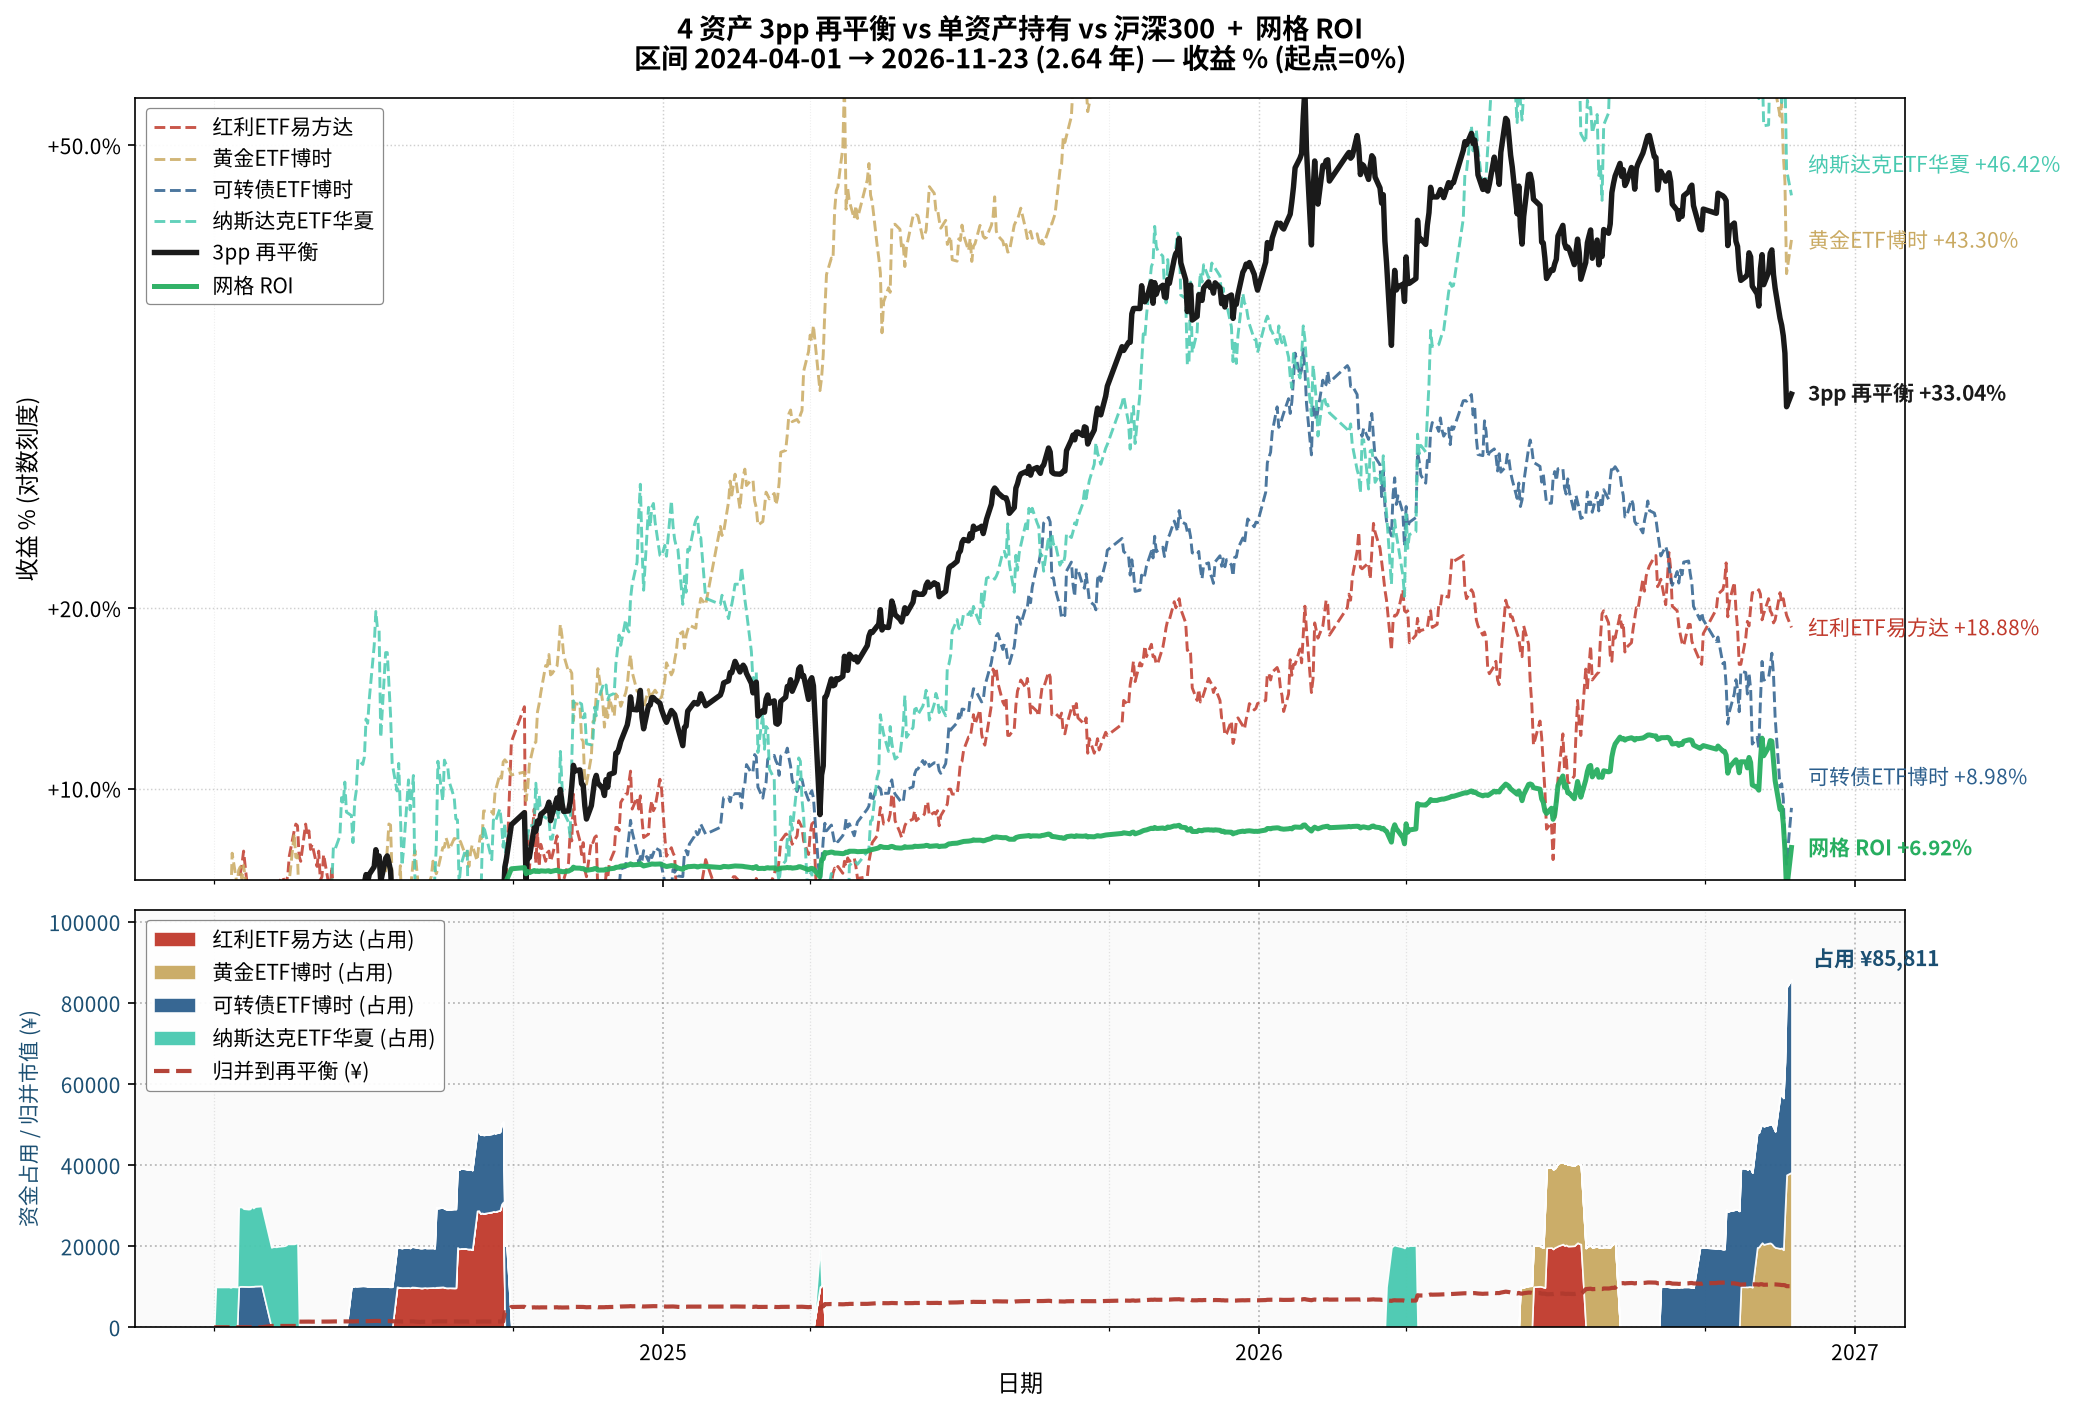 4 资产 3pp 再平衡 vs 单资产持有 vs 沪深300 + 网格 ROI
区间 2024-04-01 → 2026-11-23 (2.64 年) — 收益 % (起点=0%)
红利ETF易方达
黄金ETF博时
可转债ETF博时
纳斯达克ETF华夏
3pp 再平衡
网格 ROI
收益 % (对数刻度)
+50.0%
+20.0%
+10.0%
纳斯达克ETF华夏 +46.42%
黄金ETF博时 +43.30%
3pp 再平衡 +33.04%
红利ETF易方达 +18.88%
可转债ETF博时 +8.98%
网格 ROI +6.92%
红利ETF易方达 (占用)
黄金ETF博时 (占用)
可转债ETF博时 (占用)
纳斯达克ETF华夏 (占用)
归并到再平衡 (¥)
资金占用 / 归并市值 (¥)
100000
80000
60000
40000
20000
0
占用 ¥85,811
2025
2026
2027
日期